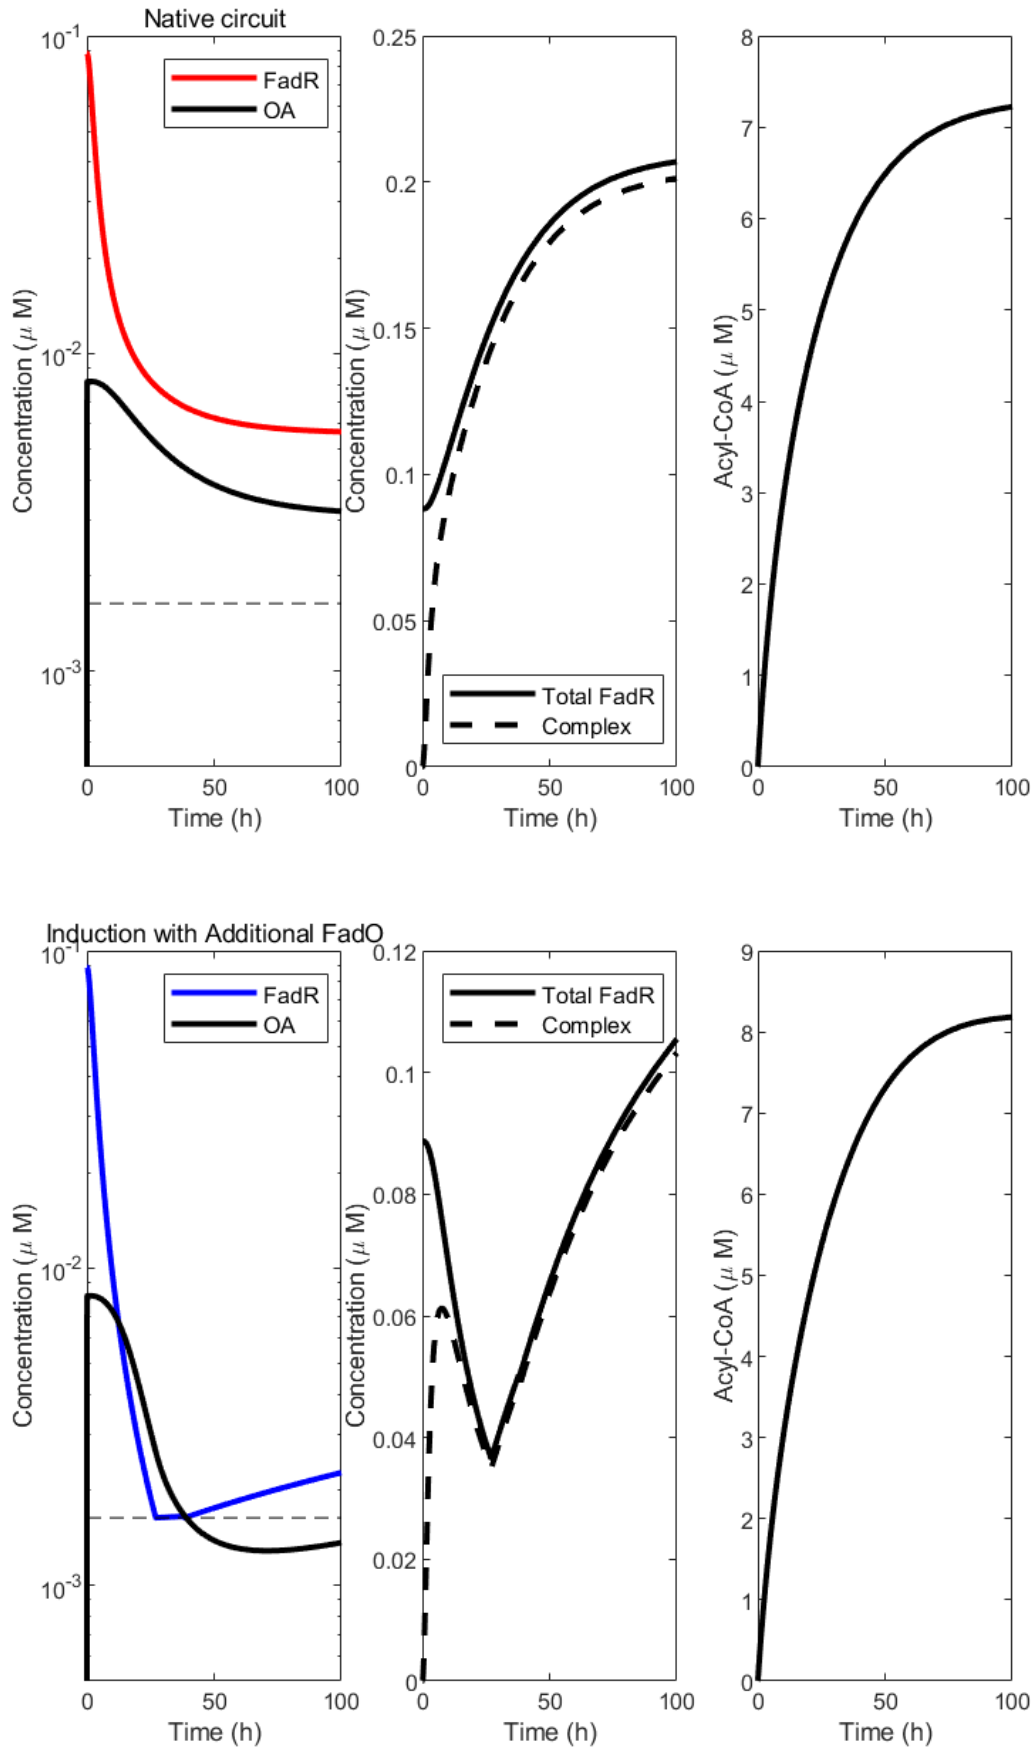 Native circuit
10^-1
10^-2
10^-3
Concentration (μ M)
FadR
OA
0
50
100
Time (h)
0.25
0.2
0.15
0.1
0.05
0
Concentration (μ M)
Total FadR
Complex
0
50
100
Time (h)
8
7
6
5
4
3
2
1
0
Acyl-CoA (μ M)
0
50
100
Time (h)
Induction with Additional FadO
10^-1
10^-2
10^-3
Concentration (μ M)
FadR
OA
0
50
100
Time (h)
0.12
0.1
0.08
0.06
0.04
0.02
0
Concentration (μ M)
Total FadR
Complex
0
50
100
Time (h)
9
8
7
6
5
4
3
2
1
0
Acyl-CoA (μ M)
0
50
100
Time (h)